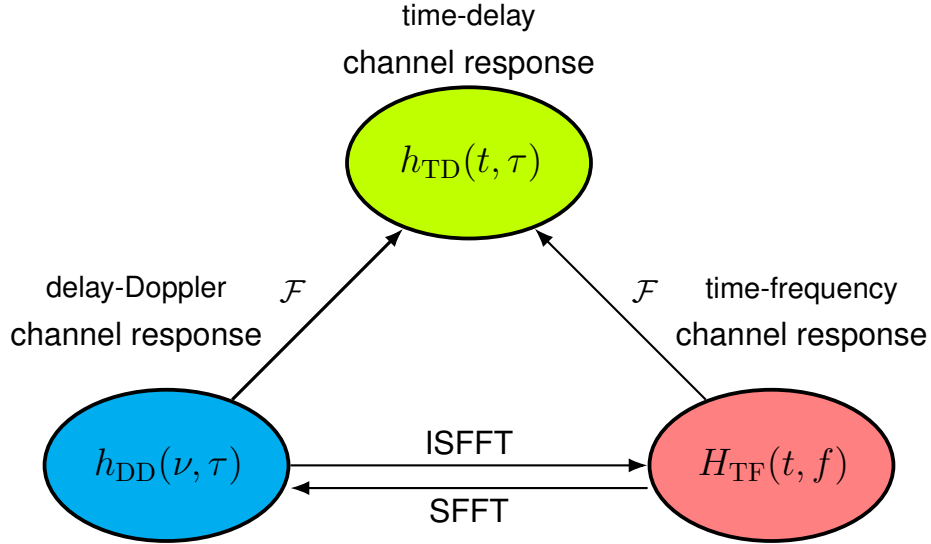 time-delay
channel response
h_TD(t, τ)
delay-Doppler
channel response
ℱ
ℱ
time-frequency
channel response
h_DD(ν, τ)
ISFFT
SFFT
H_TF(t, f)